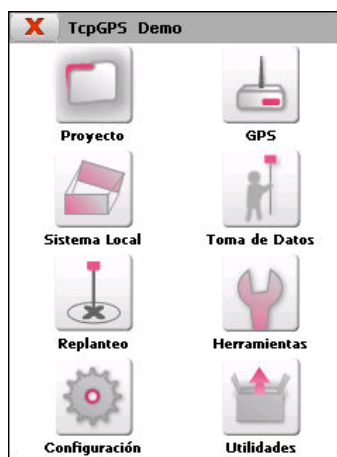 TcpGPS Demo
Proyecto
GPS
Sistema Local
Toma de Datos
Replanteo
Herramientas
Configuración
Utilidades